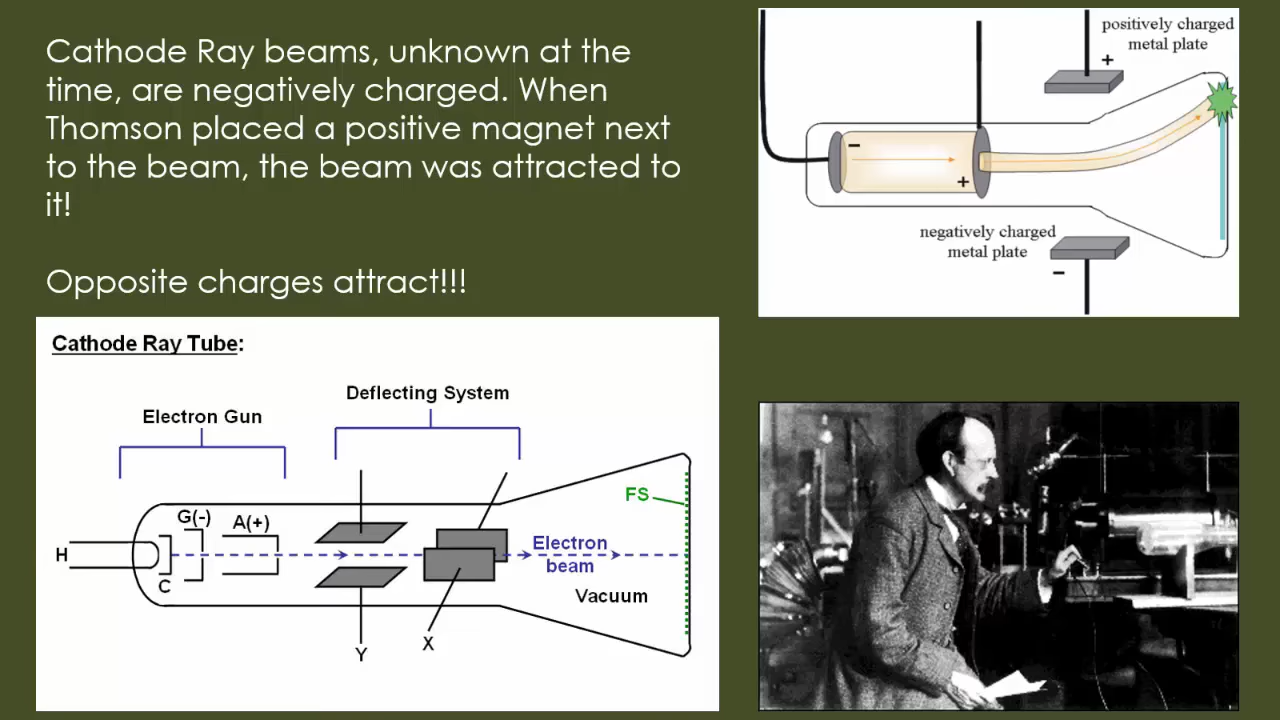 Cathode Ray beams, unknown at the
time, are negatively charged. When
Thomson placed a positive magnet next
to the beam, the beam was attracted to
it!
Opposite charges attract!!!
positively charged
metal plate
+
−
+
negatively charged
metal plate
−
Cathode Ray Tube:
Deflecting System
Electron Gun
FS
G(-)
A(+)
H
C
Electron
beam
Vacuum
X
Y